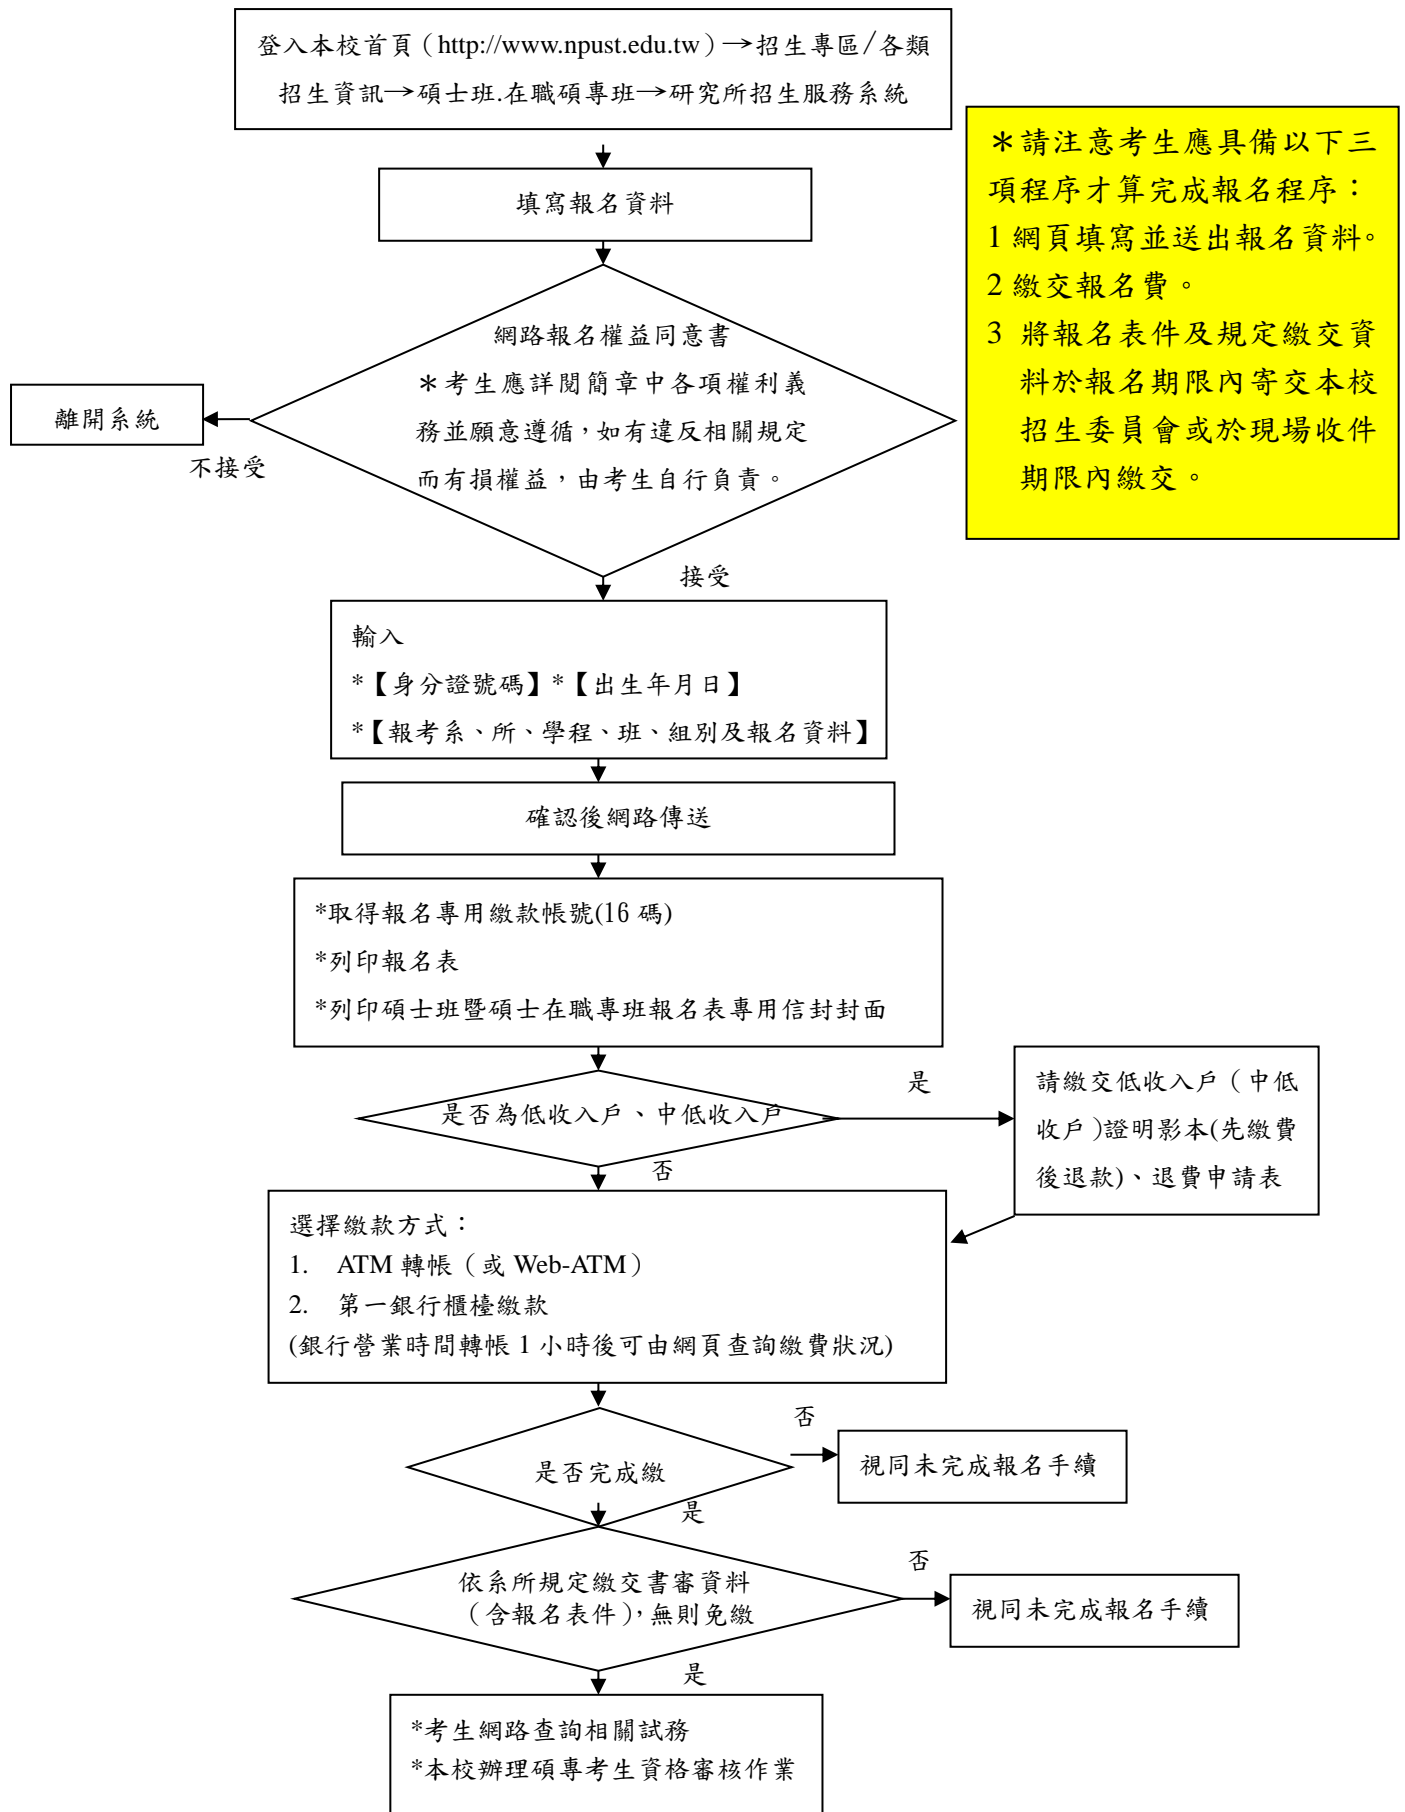 登入本校首頁（http://www.npust.edu.tw）→招生專區/各類
招生資訊→碩士班.在職碩專班→研究所招生服務系統
＊請注意考生應具備以下三
項程序才算完成報名程序：
1 網頁填寫並送出報名資料。
2 繳交報名費。
3 將報名表件及規定繳交資
料於報名期限內寄交本校
招生委員會或於現場收件
期限內繳交。
填寫報名資料
網路報名權益同意書
＊考生應詳閱簡章中各項權利義
務並願意遵循，如有違反相關規定
而有損權益，由考生自行負責。
離開系統
不接受
接受
輸入
*【身分證號碼】*【出生年月日】
*【報考系、所、學程、班、組別及報名資料】
確認後網路傳送
*取得報名專用繳款帳號(16 碼)
*列印報名表
*列印碩士班暨碩士在職專班報名表專用信封封面
是否為低收入戶、中低收入戶
是
請繳交低收入戶（中低
收戶）證明影本(先繳費
後退款)、退費申請表
否
選擇繳款方式：
1. ATM 轉帳（或 Web-ATM）
2. 第一銀行櫃檯繳款
(銀行營業時間轉帳 1 小時後可由網頁查詢繳費狀況)
是否完成繳
否
視同未完成報名手續
是
依系所規定繳交書審資料
（含報名表件），無則免繳
否
視同未完成報名手續
是
*考生網路查詢相關試務
*本校辦理碩專考生資格審核作業